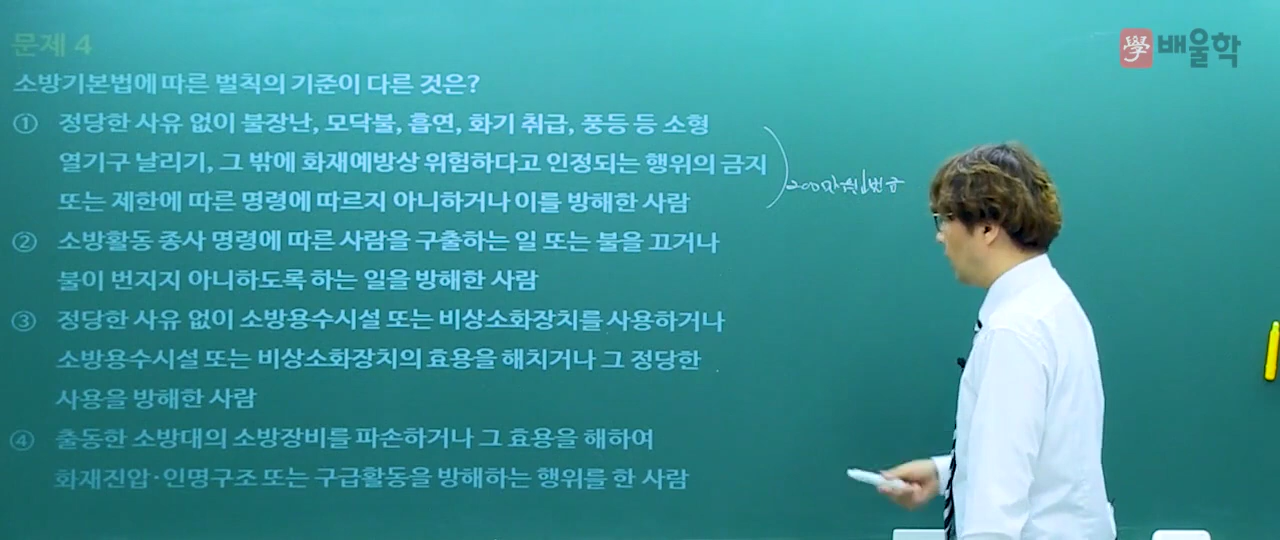 문제 4
學 배울학
소방기본법에 따른 벌칙의 기준이 다른 것은?
① 정당한 사유 없이 불장난, 모닥불, 흡연, 화기 취급, 풍등 등 소형
열기구 날리기, 그 밖에 화재예방상 위험하다고 인정되는 행위의 금지
또는 제한에 따른 명령에 따르지 아니하거나 이를 방해한 사람
200만원↓벌금
② 소방활동 종사 명령에 따른 사람을 구출하는 일 또는 불을 끄거나
불이 번지지 아니하도록 하는 일을 방해한 사람
③ 정당한 사유 없이 소방용수시설 또는 비상소화장치를 사용하거나
소방용수시설 또는 비상소화장치의 효용을 해치거나 그 정당한
사용을 방해한 사람
④ 출동한 소방대의 소방장비를 파손하거나 그 효용을 해하여
화재진압·인명구조 또는 구급활동을 방해하는 행위를 한 사람